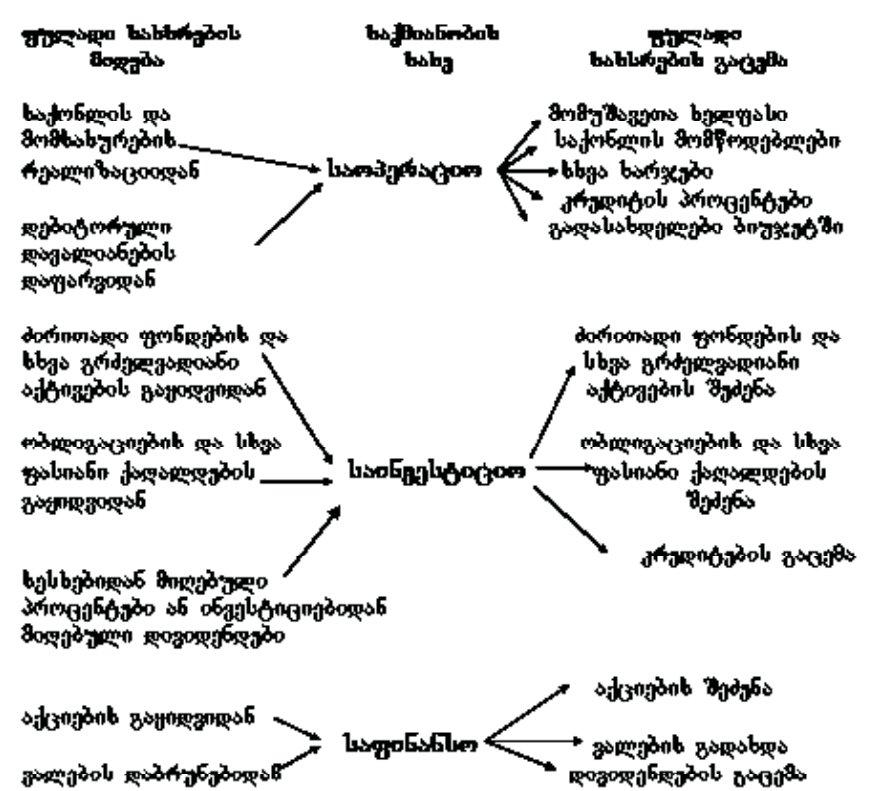 ფულადი სახსრების
მიღება
საქმიანობის
სახე
ფულადი
სახსრების გაცემა
საქონლის და
მომსახურების
რეალიზაციიდან
დებიტორული
დავალიანების
დაფარვიდან
საოპერაციო
მომუშავეთა ხელფასი
საქონლის მომწოდებლები
სხვა ხარჯები
კრედიტის პროცენტები
გადასახდელები ბიუჯეტში
ძირითადი ფონდების და
სხვა გრძელვადიანი
აქტივების გაყიდვიდან
ობლიგაციების და სხვა
ფასიანი ქაღალდების
გაყიდვიდან
სესხებიდან მიღებული
პროცენტები ან ინვესტიციებიდან
მიღებული დივიდენდები
საინვესტიციო
ძირითადი ფონდების და
სხვა გრძელვადიანი
აქტივების შეძენა
ობლიგაციების და სხვა
ფასიანი ქაღალდების
შეძენა
კრედიტების გაცემა
აქციების გაყიდვიდან
ვალების დაბრუნებიდან
საფინანსო
აქციების შეძენა
ვალების გადახდა
დივიდენდების გაცემა